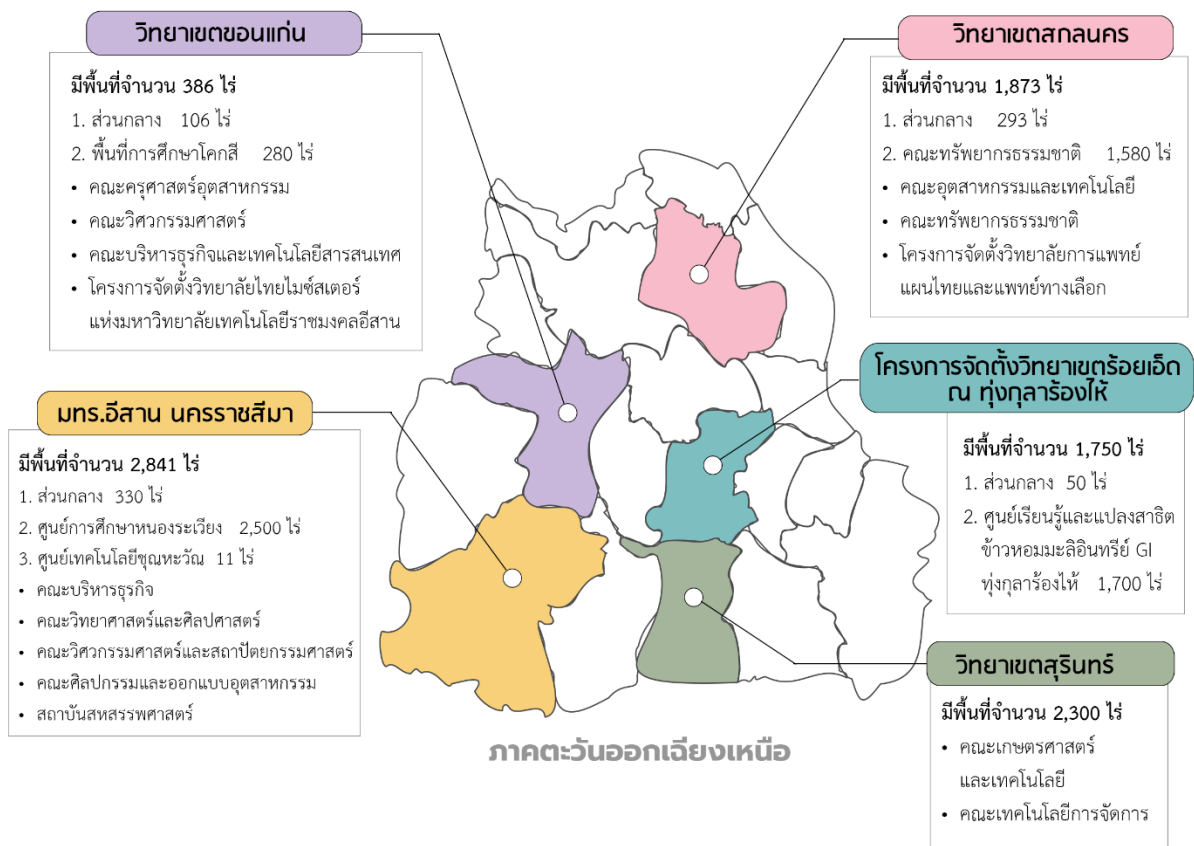 วิทยาเขตขอนแก่น
มีพื้นที่จำนวน 386 ไร่
1. ส่วนกลาง 106 ไร่
2. พื้นที่การศึกษาโคกสี 280 ไร่
• คณะครุศาสตร์อุตสาหกรรม
• คณะวิศวกรรมศาสตร์
• คณะบริหารธุรกิจและเทคโนโลยีสารสนเทศ
• โครงการจัดตั้งวิทยาลัยไทยไมซ์สเตอร์
แห่งมหาวิทยาลัยเทคโนโลยีราชมงคลอีสาน
วิทยาเขตสกลนคร
มีพื้นที่จำนวน 1,873 ไร่
1. ส่วนกลาง 293 ไร่
2. คณะทรัพยากรธรรมชาติ 1,580 ไร่
• คณะอุตสาหกรรมและเทคโนโลยี
• คณะทรัพยากรธรรมชาติ
• โครงการจัดตั้งวิทยาลัยการแพทย์
แผนไทยและแพทย์ทางเลือก
มทร.อีสาน นครราชสีมา
มีพื้นที่จำนวน 2,841 ไร่
1. ส่วนกลาง 330 ไร่
2. ศูนย์การศึกษาหนองระเวียง 2,500 ไร่
3. ศูนย์เทคโนโลยีชุณหะวัณ 11 ไร่
• คณะบริหารธุรกิจ
• คณะวิทยาศาสตร์และศิลปศาสตร์
• คณะวิศวกรรมศาสตร์และสถาปัตยกรรมศาสตร์
• คณะศิลปกรรมและออกแบบอุตสาหกรรม
• สถาบันสหสรรพศาสตร์
โครงการจัดตั้งวิทยาเขตร้อยเอ็ด
ณ ทุ่งกุลาร้องไห้
มีพื้นที่จำนวน 1,750 ไร่
1. ส่วนกลาง 50 ไร่
2. ศูนย์เรียนรู้และแปลงสาธิต
ข้าวหอมมะลิอินทรีย์ GI
ทุ่งกุลาร้องไห้ 1,700 ไร่
วิทยาเขตสุรินทร์
มีพื้นที่จำนวน 2,300 ไร่
• คณะเกษตรศาสตร์
และเทคโนโลยี
• คณะเทคโนโลยีการจัดการ
ภาคตะวันออกเฉียงเหนือ